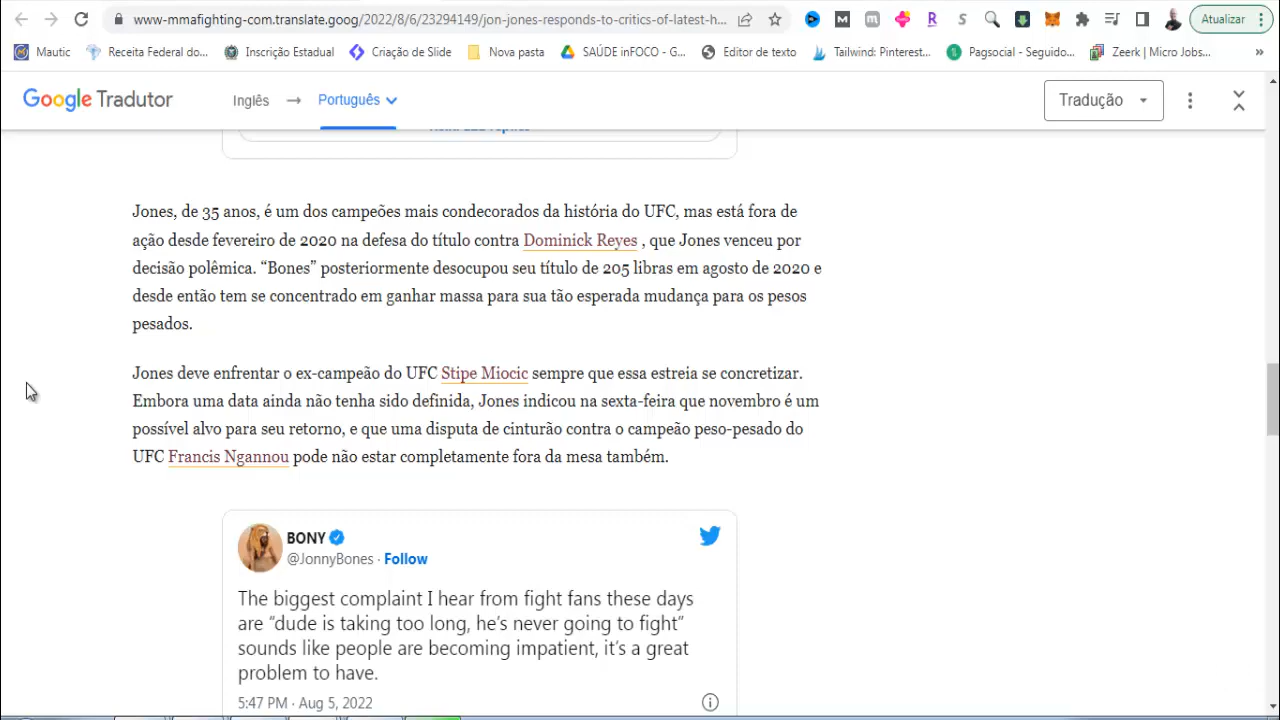 www-mmafighting-com.translate.goog/2022/8/6/23294149/jon-jones-responds-to-critics-of-latest-h...
Atualizar
Mautic Receita Federal do... Inscrição Estadual Criação de Slide Nova pasta SAÚDE inFOCO - G... Editor de texto Tailwind: Pinterest... Pagsocial - Seguido... Zeerk | Micro Jobs... »
Google Tradutor Inglês → Português Tradução
Jones, de 35 anos, é um dos campeões mais condecorados da história do UFC, mas está fora de
ação desde fevereiro de 2020 na defesa do título contra Dominick Reyes , que Jones venceu por
decisão polêmica. “Bones” posteriormente desocupou seu título de 205 libras em agosto de 2020 e
desde então tem se concentrado em ganhar massa para sua tão esperada mudança para os pesos
pesados.
Jones deve enfrentar o ex-campeão do UFC Stipe Miocic sempre que essa estreia se concretizar.
Embora uma data ainda não tenha sido definida, Jones indicou na sexta-feira que novembro é um
possível alvo para seu retorno, e que uma disputa de cinturão contra o campeão peso-pesado do
UFC Francis Ngannou pode não estar completamente fora da mesa também.
BONY
@JonnyBones · Follow
The biggest complaint I hear from fight fans these days
are “dude is taking too long, he’s never going to fight”
sounds like people are becoming impatient, it’s a great
problem to have.
5:47 PM · Aug 5, 2022